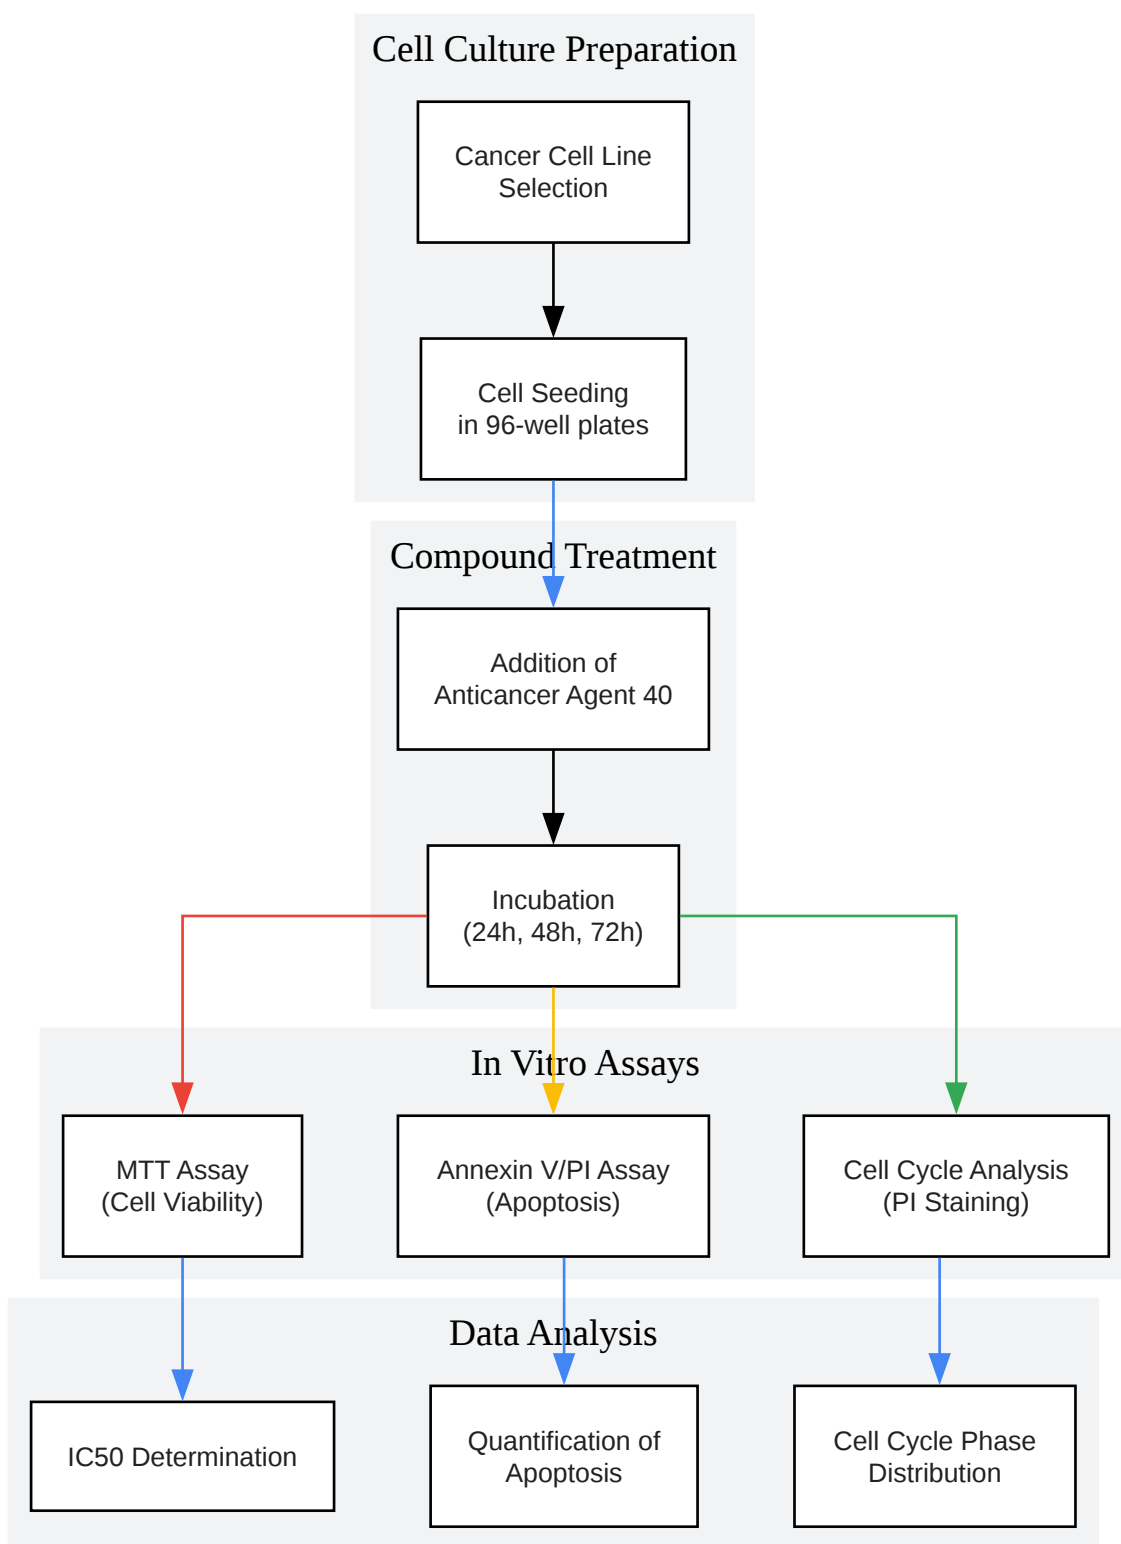 Cell Culture Preparation
Cancer Cell Line
Selection
Cell Seeding
in 96-well plates
Compound Treatment
Addition of
Anticancer Agent 40
Incubation
(24h, 48h, 72h)
In Vitro Assays
MTT Assay
(Cell Viability)
Annexin V/PI Assay
(Apoptosis)
Cell Cycle Analysis
(PI Staining)
Data Analysis
IC50 Determination
Quantification of
Apoptosis
Cell Cycle Phase
Distribution